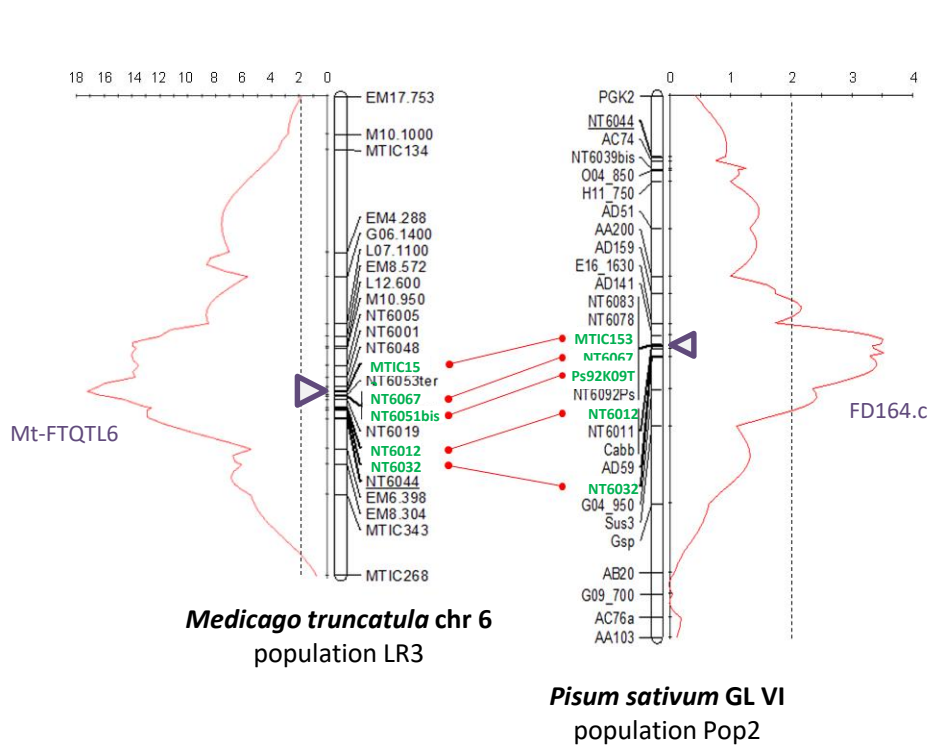 18 16 14 12 10 8 6 4 2 0
EM17.753
M10.1000
MTIC134
EM4.288
G06.1400
L07.1100
EM8.572
L12.600
M10.950
NT6005
NT6001
NT6048
MTIC15
NT6053ter
NT6067
NT6051bis
NT6019
NT6012
NT6032
NT6044
EM6.398
EM8.304
MTIC343
MTIC268
Mt-FTQTL6
Medicago truncatula chr 6
population LR3
0 1 2 3 4
PGK2
NT6044
AC74
NT6039bis
O04_850
H11_750
AD51
AA200
AD159
E16_1630
AD141
NT6083
NT6078
MTIC153
NT6067
Ps92K09T
NT6092Ps
NT6012
NT6011
Cabb
AD59
NT6032
G04_950
Sus3
Gsp
AB20
G09_700
AC76a
AA103
FD164.c
Pisum sativum GL VI
population Pop2